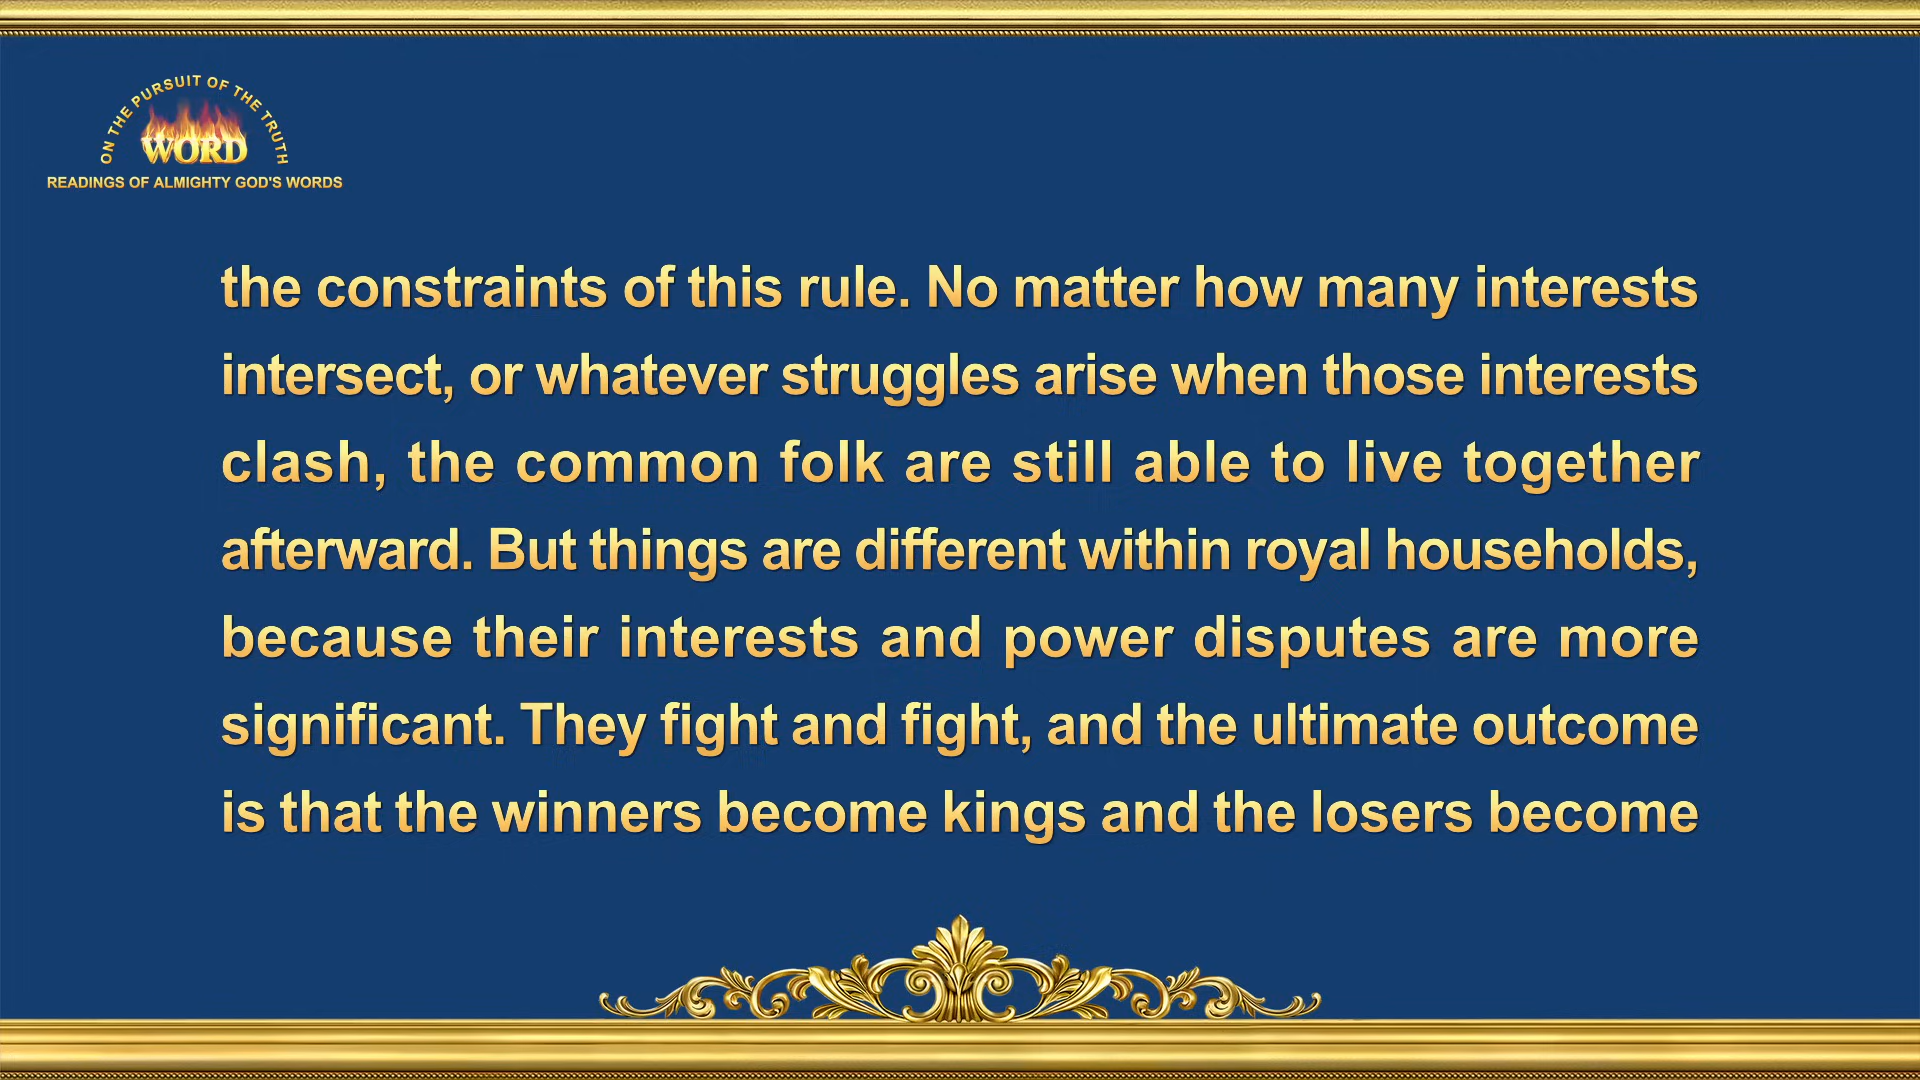 ON THE PURSUIT OF THE TRUTH
WORD
READINGS OF ALMIGHTY GOD'S WORDS
the constraints of this rule. No matter how many interests
intersect, or whatever struggles arise when those interests
clash, the common folk are still able to live together
afterward. But things are different within royal households,
because their interests and power disputes are more
significant. They fight and fight, and the ultimate outcome
is that the winners become kings and the losers become